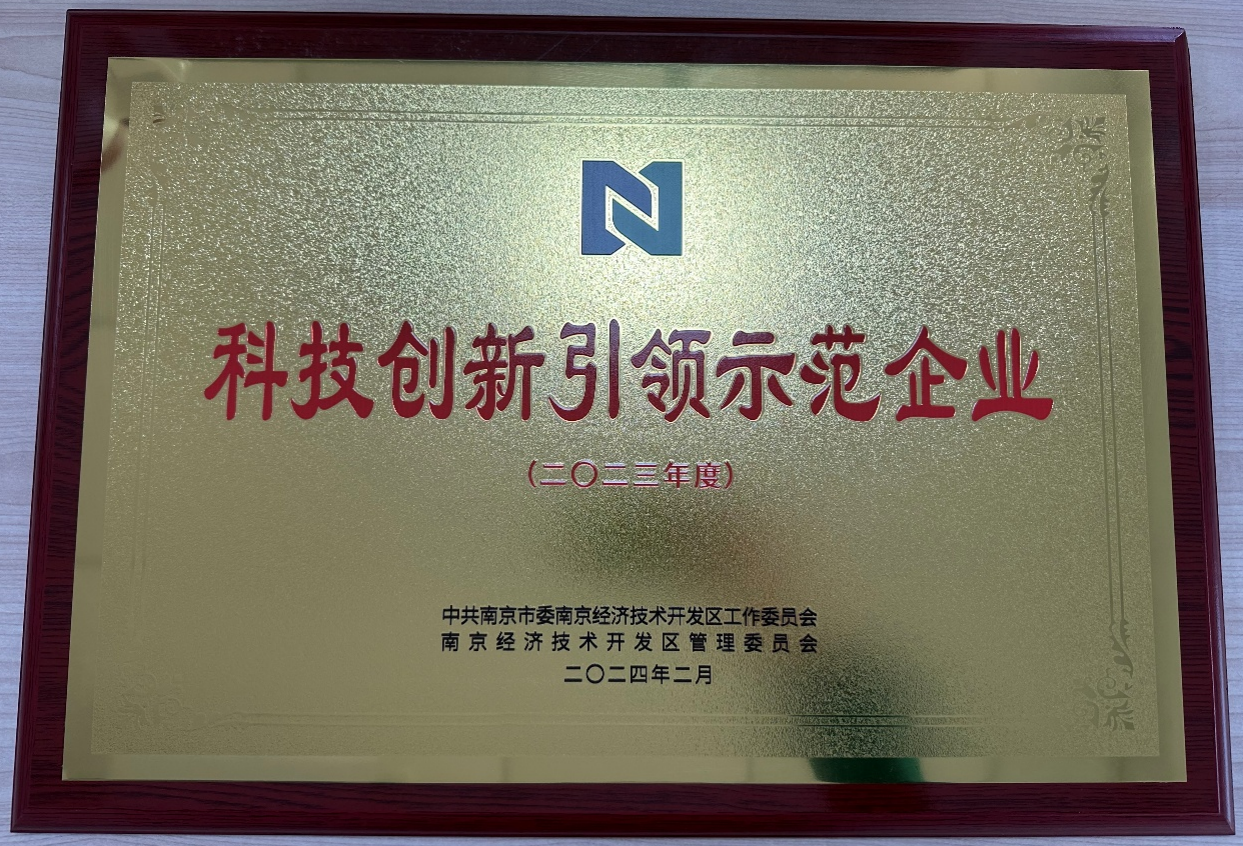 科技创新引领示范企业
(二〇二三年度)
中共南京市委南京经济技术开发区工作委员会
南京经济技术开发区管理委员会
二〇二四年二月